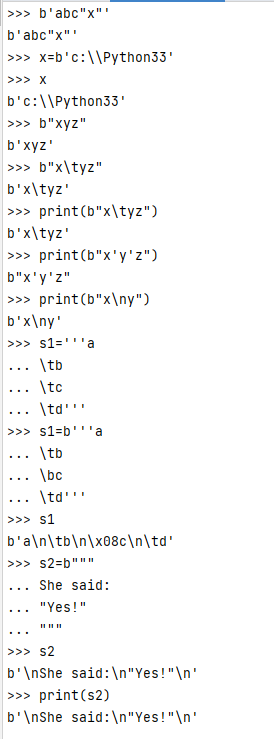 >>> b'abc"x"'
b'abc"x"'
>>> x=b'c:\\Python33'
>>> x
b'c:\\Python33'
>>> b"xyz"
b'xyz'
>>> b"x\tyz"
b'x\tyz'
>>> print(b"x\tyz")
b'x\tyz'
>>> print(b"x'y'z")
b"x'y'z"
>>> print(b"x\ny")
b'x\ny'
>>> s1='''a
... \tb
... \tc
... \td'''
>>> s1=b'''a
... \tb
... \bc
... \td'''
>>> s1
b'a\n\tb\n\x08c\n\td'
>>> s2=b"""
... She said:
... "Yes!"
... """
>>> s2
b'\nShe said:\n"Yes!"\n'
>>> print(s2)
b'\nShe said:\n"Yes!"\n'